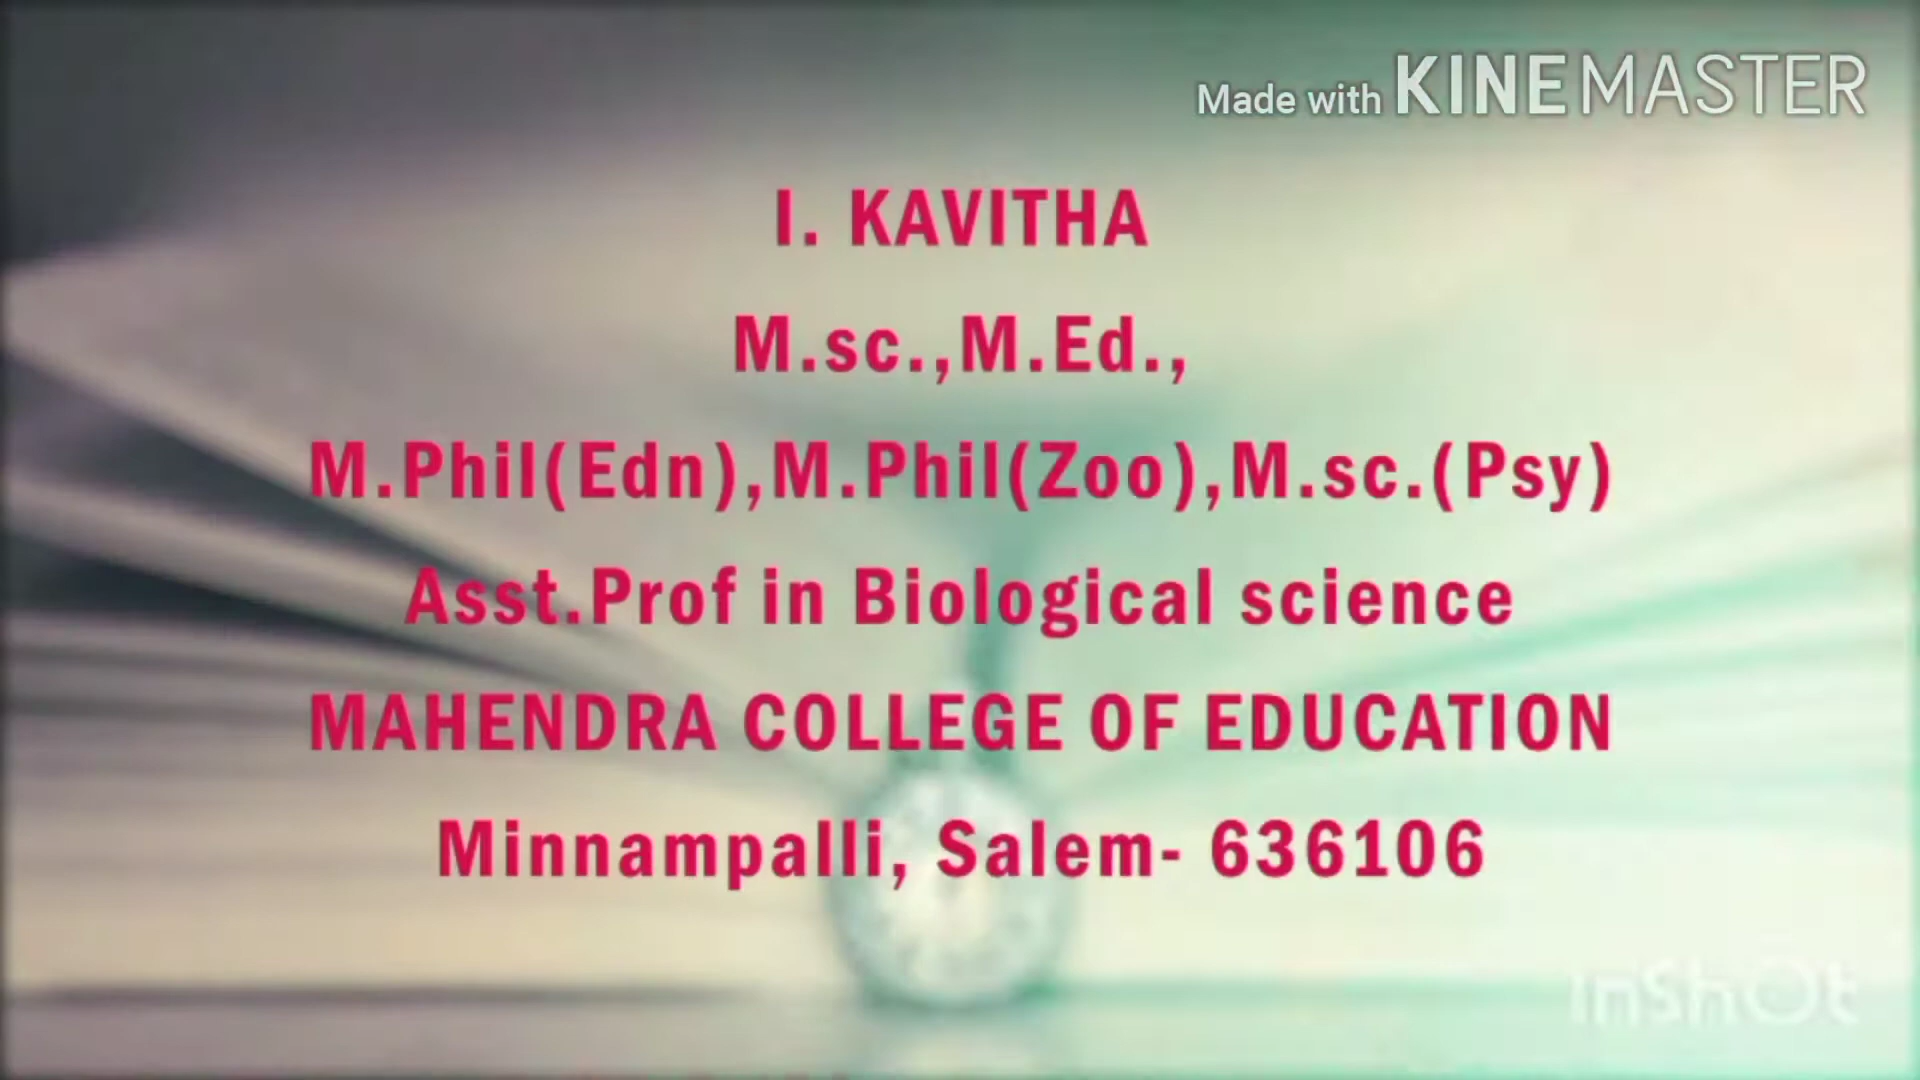 Made with KINEMASTER
I. KAVITHA
M.sc.,M.Ed.,
M.Phil(Edn),M.Phil(Zoo),M.sc.(Psy)
Asst.Prof in Biological science
MAHENDRA COLLEGE OF EDUCATION
Minnampalli, Salem- 636106
InShOt